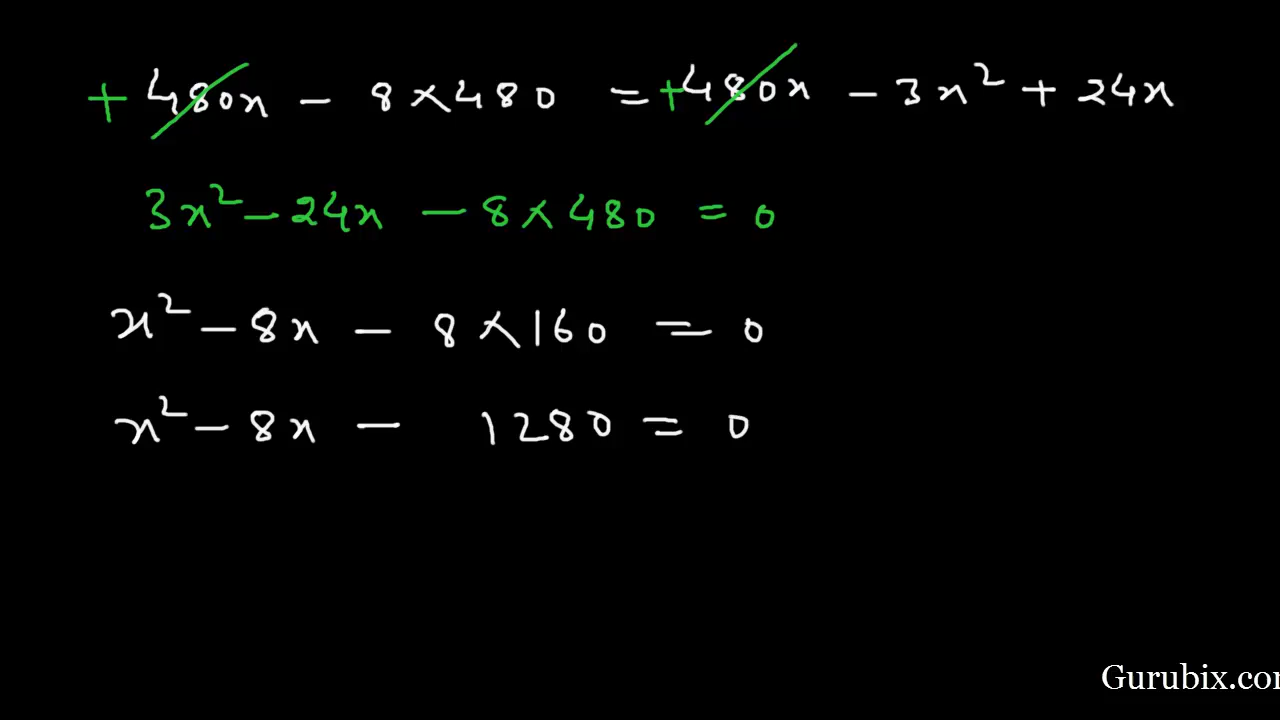 + 480x - 8 × 480 = + 480x - 3x² + 24x
3x² - 24x - 8 × 480 = 0
x² - 8x - 8 × 160 = 0
x² - 8x - 1280 = 0
Gurubix.com